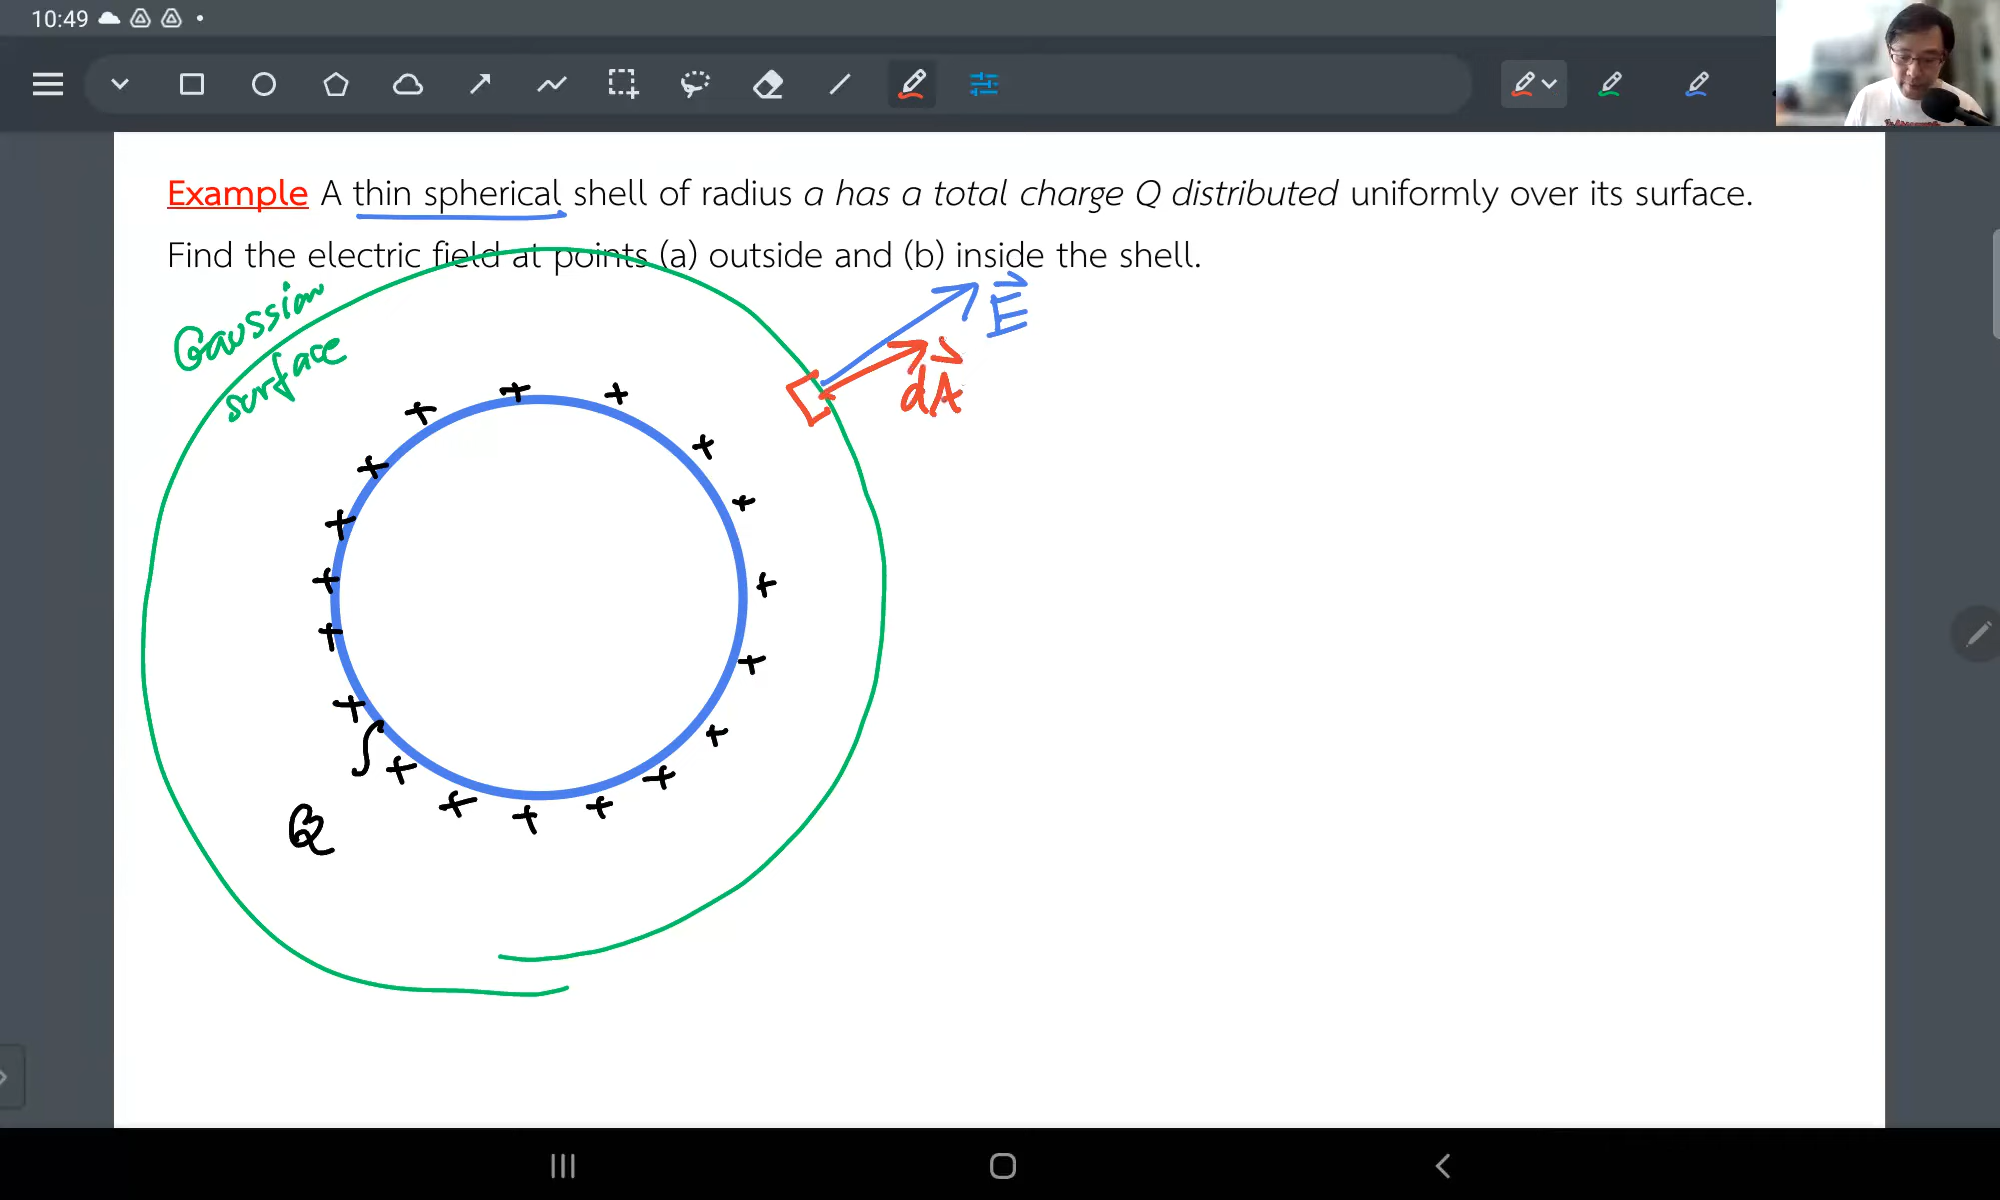 10:49
Example A thin spherical shell of radius a has a total charge Q distributed uniformly over its surface.
Find the electric field at points (a) outside and (b) inside the shell.
Gaussian
surface
E
dA
Q